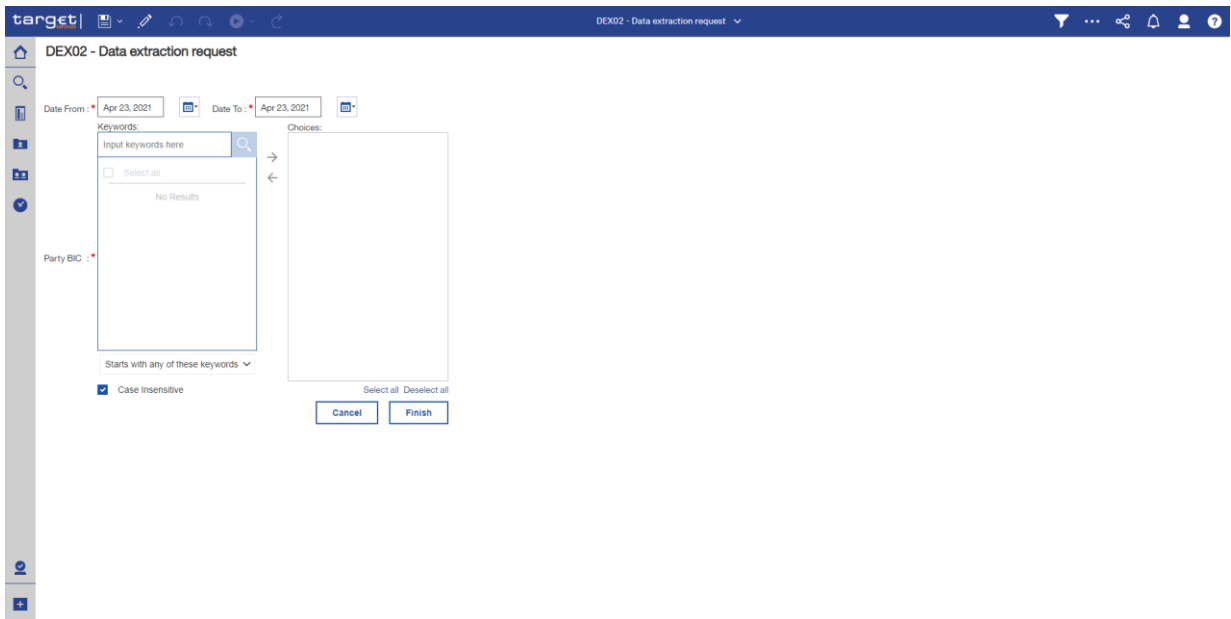 target|
services
DEX02 - Data extraction request
DEX02 - Data extraction request
Date From : * Apr 23, 2021 Date To : * Apr 23, 2021
Keywords: Choices:
Input keywords here
Select all
No Results
Party BIC : *
Starts with any of these keywords
Case Insensitive Select all Deselect all
Cancel Finish